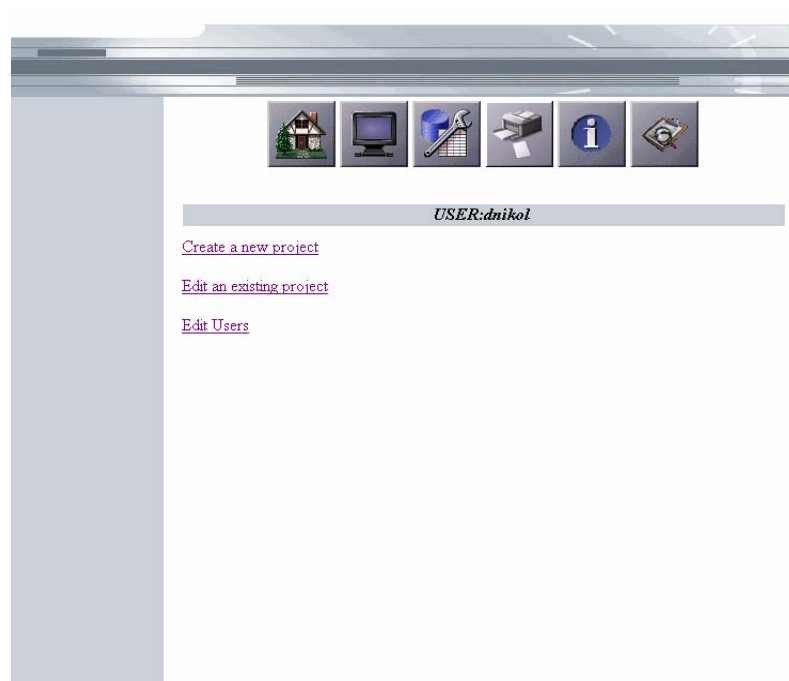 USER:dnikol
Create a new project
Edit an existing project
Edit Users